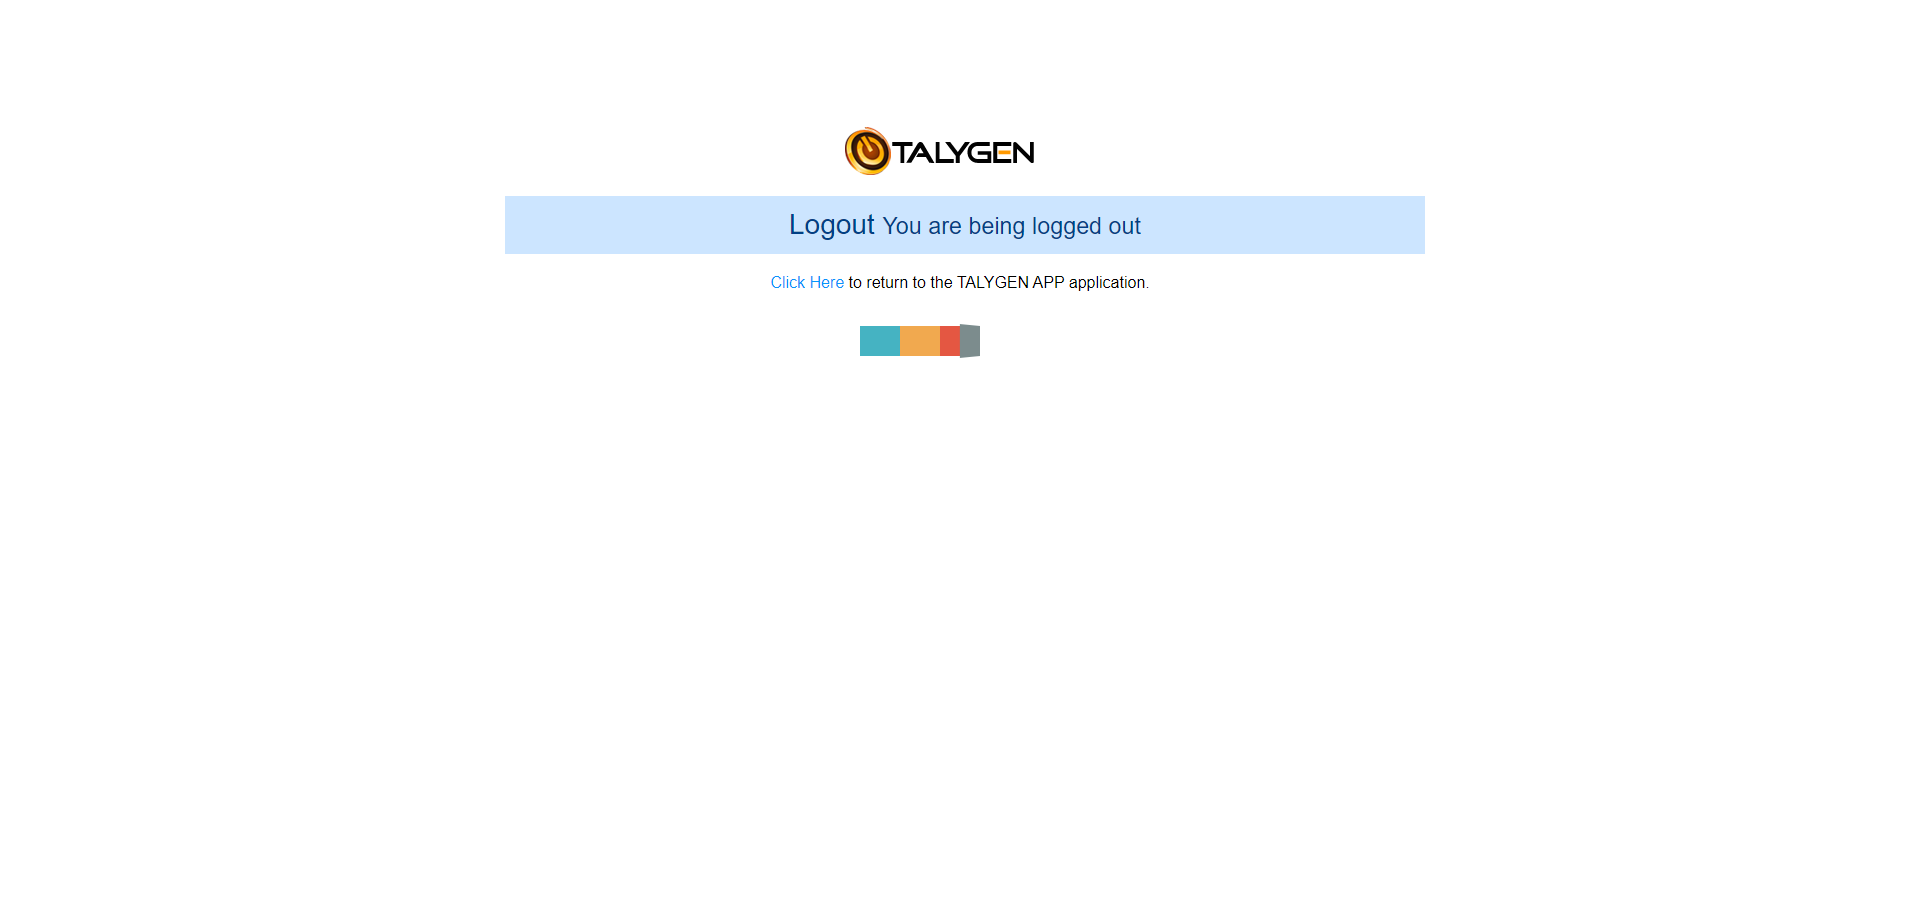 TALYGEN
Logout You are being logged out
Click Here to return to the TALYGEN APP application.